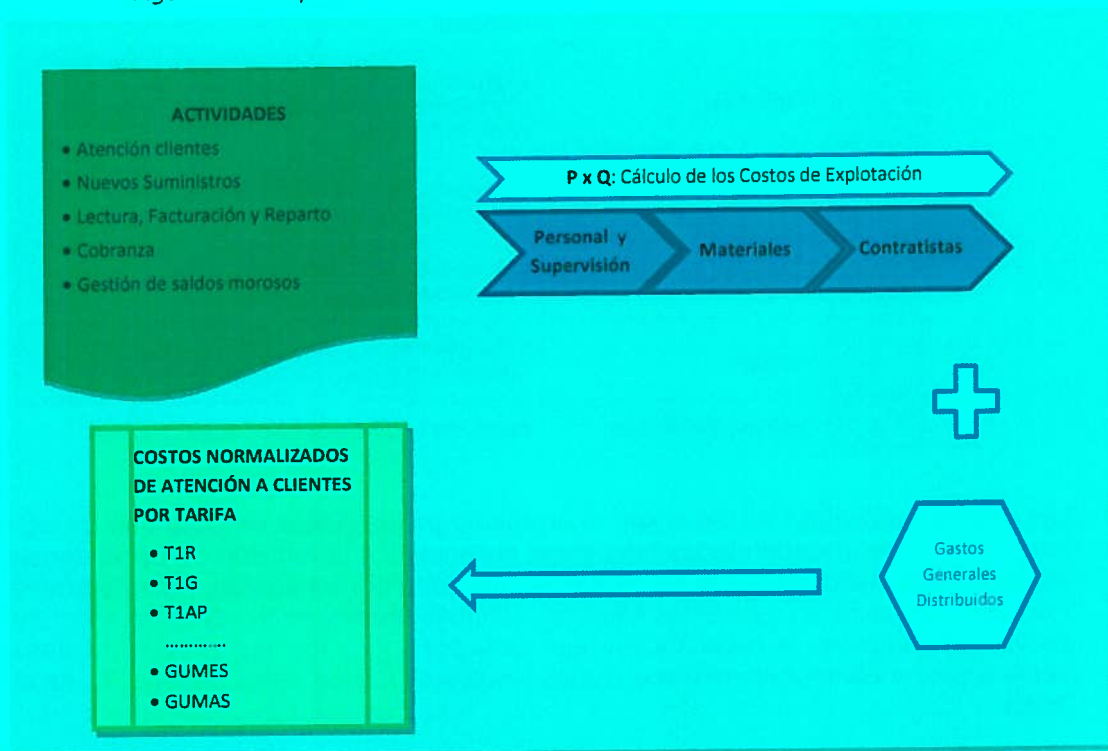 ACTIVIDADES
• Atención clientes
• Nuevos Suministros
• Lectura, Facturación y Reparto
• Cobranza
• Gestión de saldos morosos
P x Q: Cálculo de los Costos de Explotación
Personal y
Supervisión
Materiales
Contratistas
Gastos
Generales
Distribuidos
COSTOS NORMALIZADOS
DE ATENCIÓN A CLIENTES
POR TARIFA
• T1R
• T1G
• T1AP
.............
• GUMES
• GUMAS